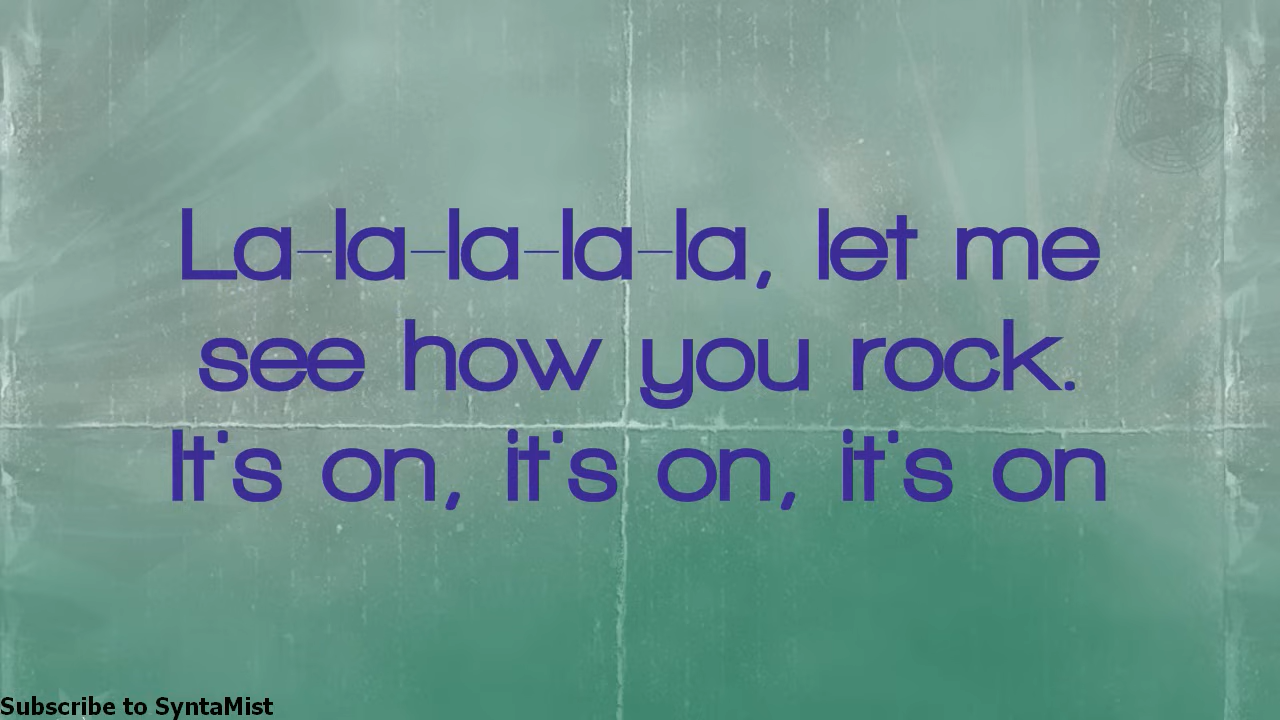 La-la-la-la-la, let me
see how you rock.
It's on, it's on, it's on
Subscribe to SyntaMist